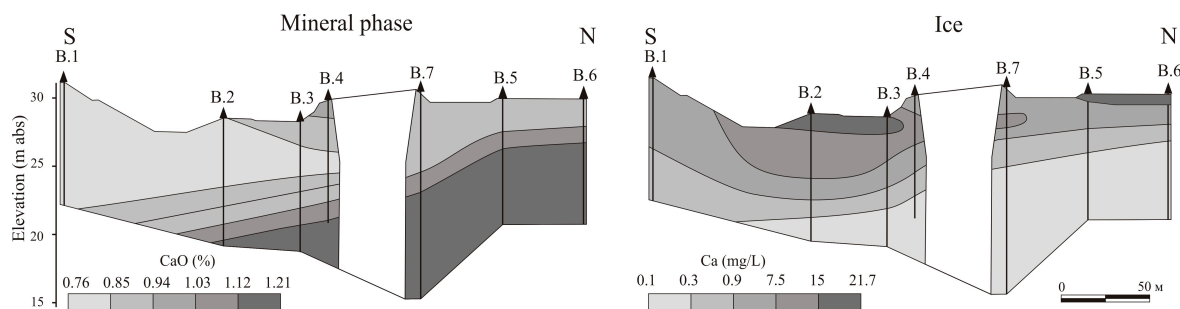 Mineral phase
S
N
B.1
B.2
B.3
B.4
B.7
B.5
B.6
Elevation (m abs)
30
25
20
15
CaO (%)
0.76 0.85 0.94 1.03 1.12 1.21
Ice
S
N
B.1
B.2
B.3
B.4
B.7
B.5
B.6
Ca (mg/L)
0.1 0.3 0.9 7.5 15 21.7
0 50 м